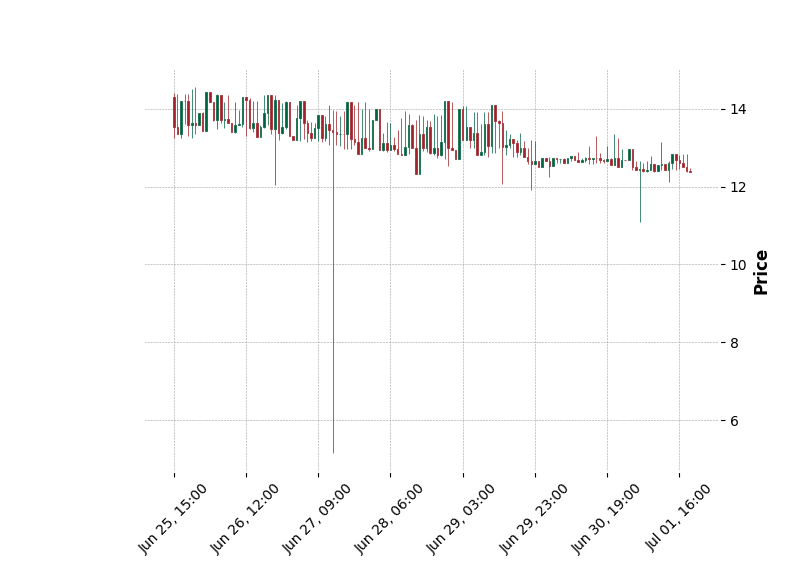 14
12
10
8
6
Price
Jun 25, 15:00
Jun 26, 12:00
Jun 27, 09:00
Jun 28, 06:00
Jun 29, 03:00
Jun 29, 23:00
Jun 30, 19:00
Jul 01, 16:00